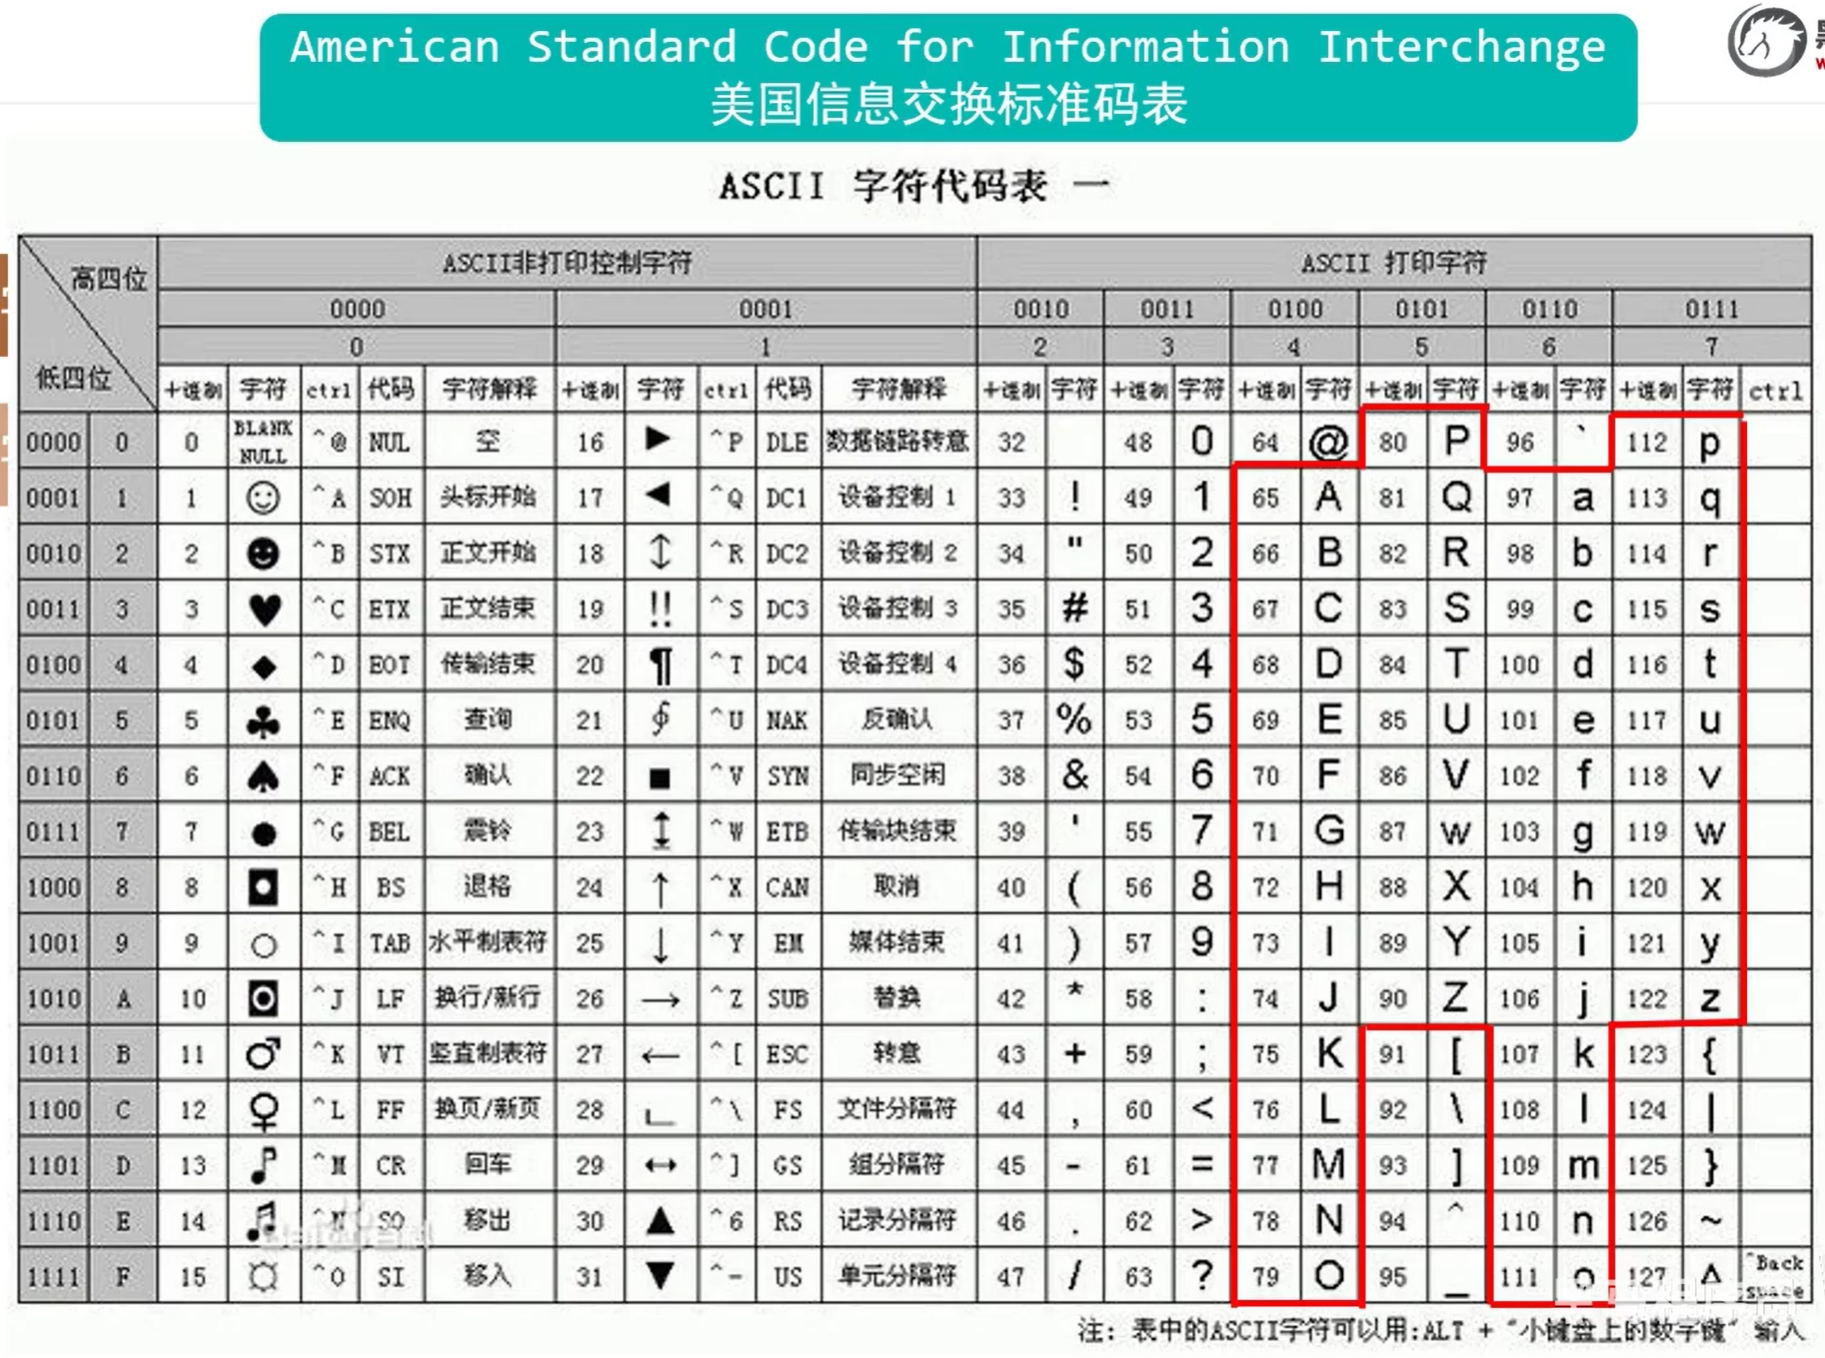 American Standard Code for Information Interchange
美国信息交换标准码表
ASCII 字符代码表 一
高四位 ASCII非打印控制字符 ASCII 打印字符
0000 0001 0010 0011 0100 0101 0110 0111
0 1 2 3 4 5 6 7
低四位 十进制 字符 ctrl 代码 字符解释 十进制 字符 ctrl 代码 字符解释 十进制 字符 十进制 字符 十进制 字符 十进制 字符 十进制 字符 十进制 字符 ctrl
0000 0 0 BLANK NULL ^@ NUL 空 16 ► ^P DLE 数据链路转意 32 48 0 64 @ 80 P 96 ` 112 p
0001 1 1 ☺ ^A SOH 头标开始 17 ◄ ^Q DC1 设备控制 1 33 ! 49 1 65 A 81 Q 97 a 113 q
0010 2 2 ☻ ^B STX 正文开始 18 ↕ ^R DC2 设备控制 2 34 " 50 2 66 B 82 R 98 b 114 r
0011 3 3 ♥ ^C ETX 正文结束 19 !! ^S DC3 设备控制 3 35 # 51 3 67 C 83 S 99 c 115 s
0100 4 4 ◆ ^D EOT 传输结束 20 ¶ ^T DC4 设备控制 4 36 $ 52 4 68 D 84 T 100 d 116 t
0101 5 5 ♣ ^E ENQ 查询 21 ∮ ^U NAK 反确认 37 % 53 5 69 E 85 U 101 e 117 u
0110 6 6 ♠ ^F ACK 确认 22 ■ ^V SYN 同步空闲 38 & 54 6 70 F 86 V 102 f 118 v
0111 7 7 ● ^G BEL 震铃 23 ↨ ^W ETB 传输块结束 39 ' 55 7 71 G 87 w 103 g 119 w
1000 8 8 ◘ ^H BS 退格 24 ↑ ^X CAN 取消 40 ( 56 8 72 H 88 X 104 h 120 x
1001 9 9 ○ ^I TAB 水平制表符 25 ↓ ^Y EM 媒体结束 41 ) 57 9 73 I 89 Y 105 i 121 y
1010 A 10 ◙ ^J LF 换行/新行 26 → ^Z SUB 替换 42 * 58 : 74 J 90 Z 106 j 122 z
1011 B 11 ♂ ^K VT 竖直制表符 27 ← ^[ ESC 转意 43 + 59 ; 75 K 91 [ 107 k 123 {
1100 C 12 ♀ ^L FF 换页/新页 28 ∟ ^\ FS 文件分隔符 44 , 60 < 76 L 92 \ 108 l 124 |
1101 D 13 ♪ ^M CR 回车 29 ↔ ^] GS 组分隔符 45 - 61 = 77 M 93 ] 109 m 125 }
1110 E 14 ♫ ^N SO 移出 30 ▲ ^6 RS 记录分隔符 46 . 62 > 78 N 94 ^ 110 n 126 ~
1111 F 15 ☼ ^O SI 移入 31 ▼ ^- US 单元分隔符 47 / 63 ? 79 O 95 _ 111 o 127 Δ ^Back space
注：表中的ASCII字符可以用:ALT + "小键盘上的数字键" 输入